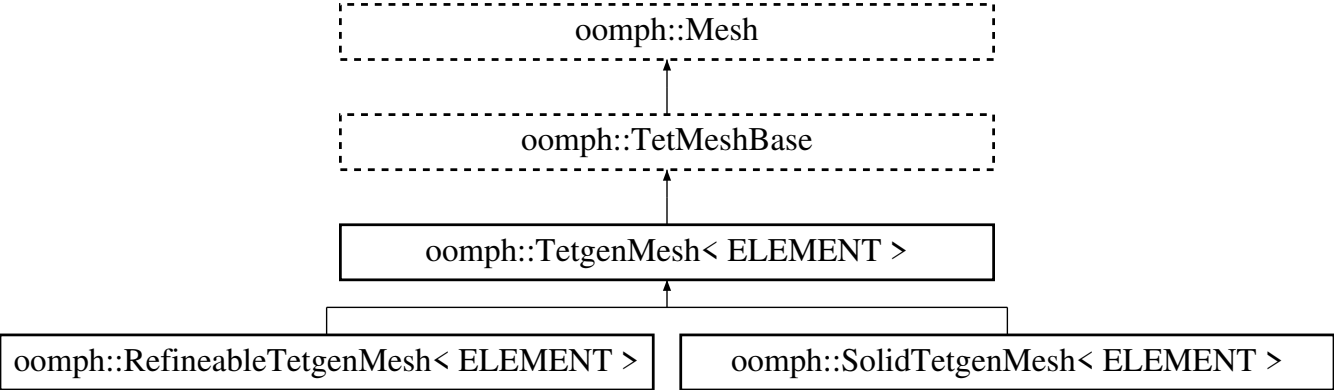 oomph::Mesh
oomph::TetMeshBase
oomph::TetgenMesh< ELEMENT >
oomph::RefineableTetgenMesh< ELEMENT >
oomph::SolidTetgenMesh< ELEMENT >